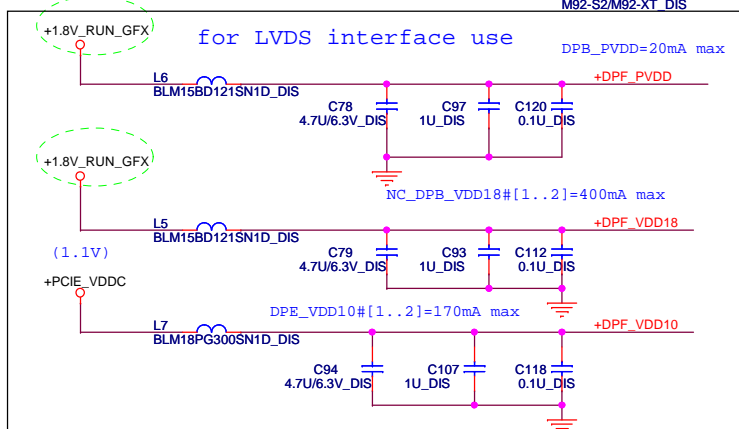 M92-S2/M92-XT_DIS
+1.8V_RUN_GFX
for LVDS interface use
DPB_PVDD=20mA max
L6
BLM15BD121SN1D_DIS
+DPF_PVDD
C78
4.7U/6.3V_DIS
C97
1U_DIS
C120
0.1U_DIS
+1.8V_RUN_GFX
NC_DPB_VDD18#[1..2]=400mA max
L5
BLM15BD121SN1D_DIS
+DPF_VDD18
(1.1V)
C79
4.7U/6.3V_DIS
C93
1U_DIS
C112
0.1U_DIS
+PCIE_VDDC
DPE_VDD10#[1..2]=170mA max
L7
BLM18PG300SN1D_DIS
+DPF_VDD10
C94
4.7U/6.3V_DIS
C107
1U_DIS
C118
0.1U_DIS